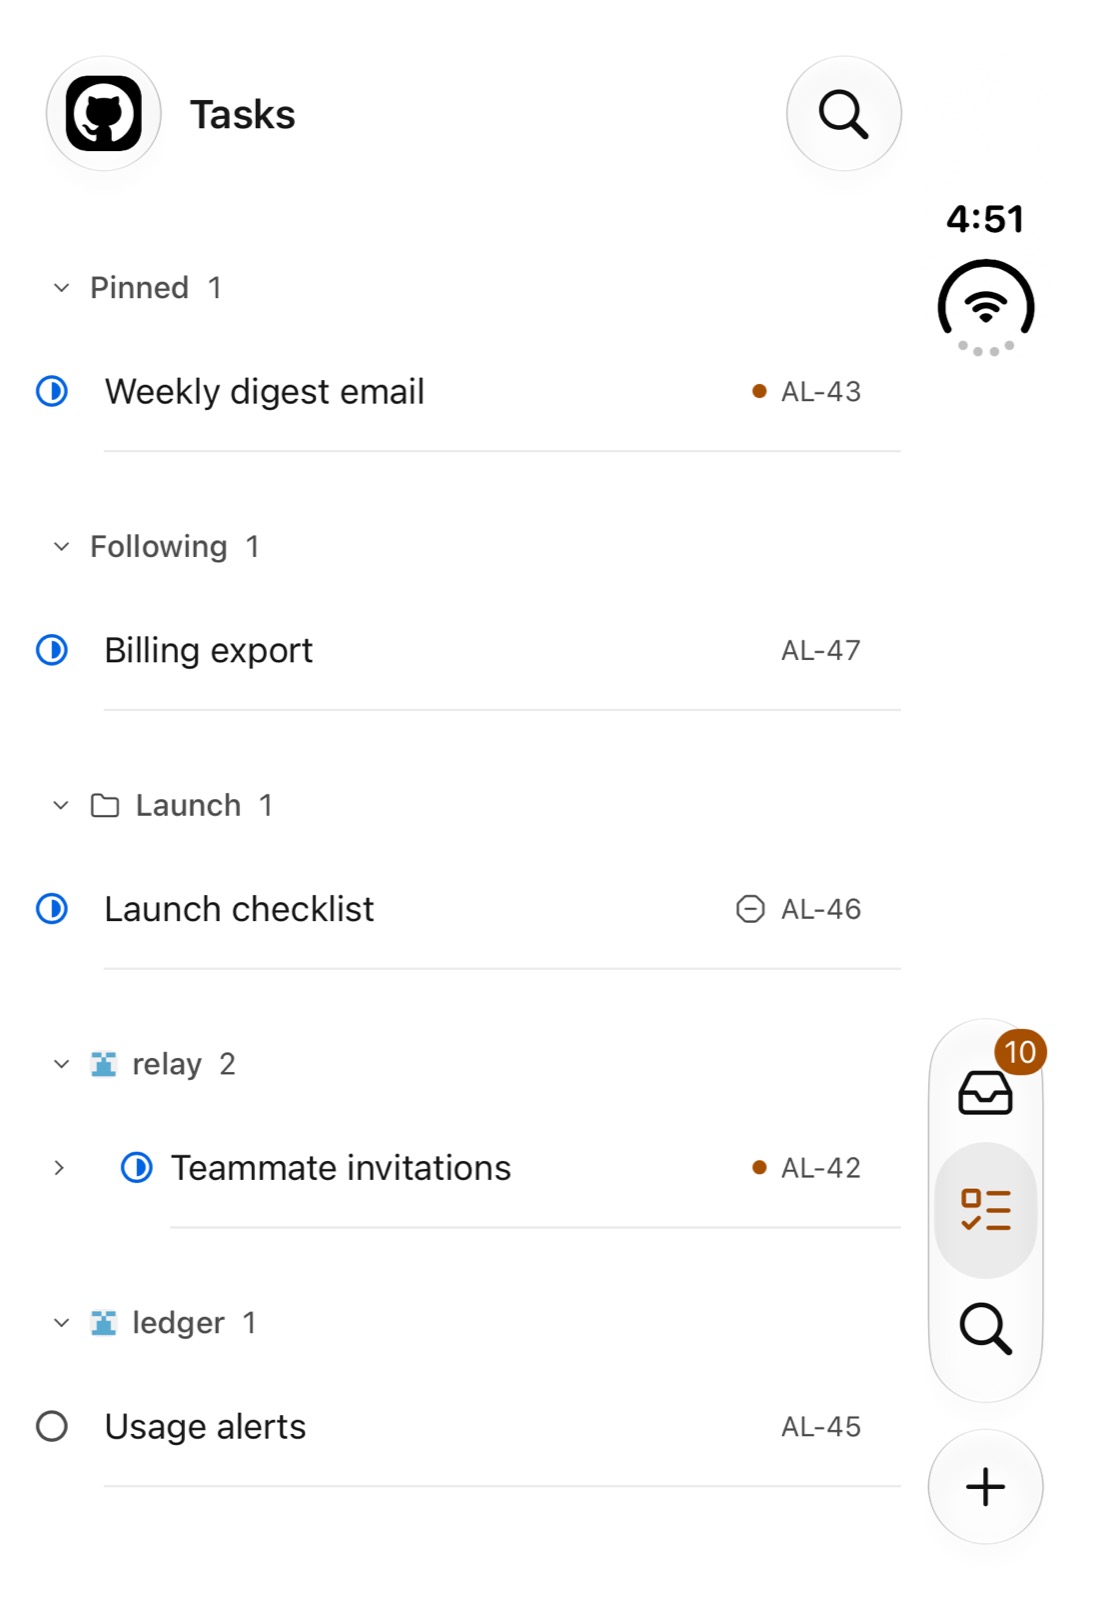 Tasks
4:51
Pinned 1
Weekly digest email AL-43
Following 1
Billing export AL-47
Launch 1
Launch checklist AL-46
relay 2
10
Teammate invitations AL-42
ledger 1
Usage alerts AL-45